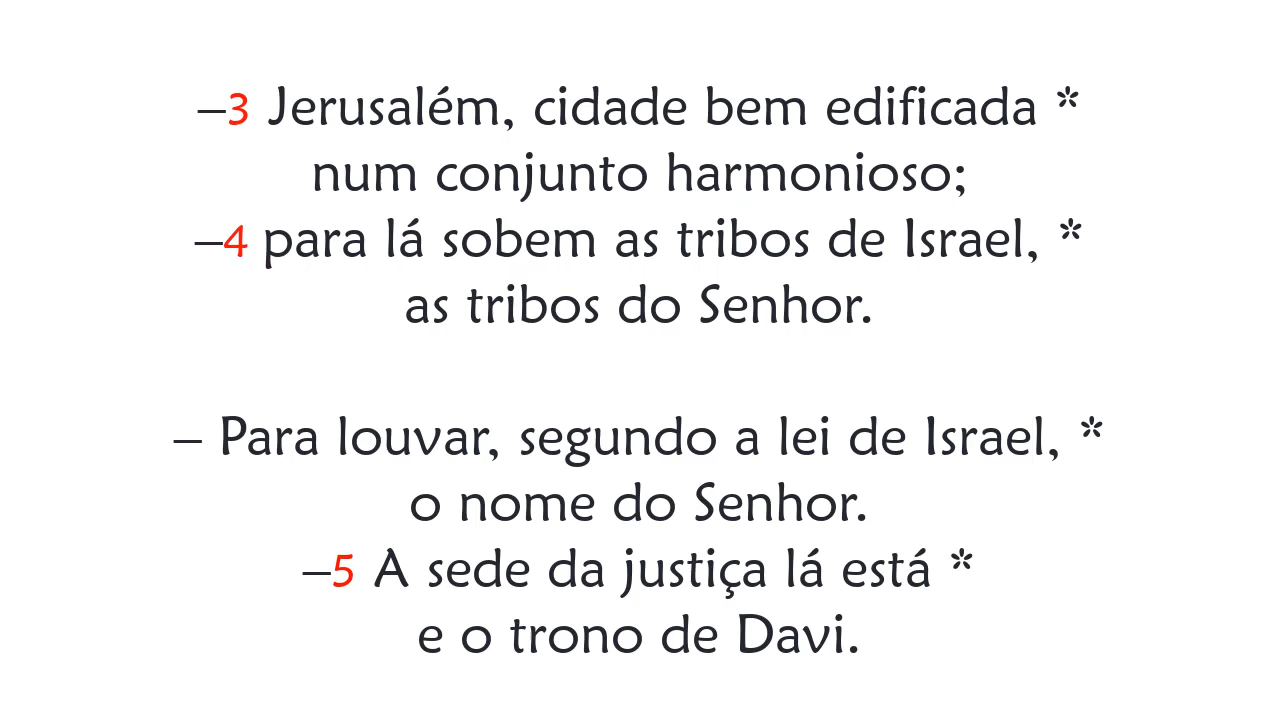 –3 Jerusalém, cidade bem edificada *
num conjunto harmonioso;
–4 para lá sobem as tribos de Israel, *
as tribos do Senhor.
– Para louvar, segundo a lei de Israel, *
o nome do Senhor.
–5 A sede da justiça lá está *
e o trono de Davi.